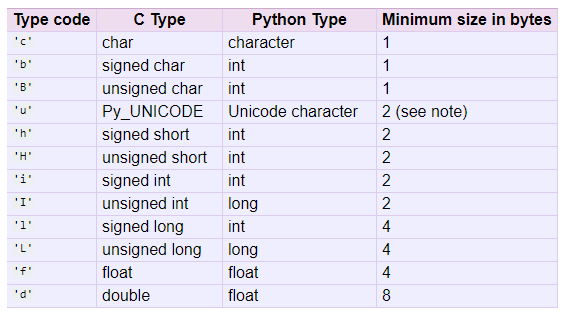 Type code C Type Python Type Minimum size in bytes
'c' char character 1
'b' signed char int 1
'B' unsigned char int 1
'u' Py_UNICODE Unicode character 2 (see note)
'h' signed short int 2
'H' unsigned short int 2
'i' signed int int 2
'I' unsigned int long 2
'l' signed long int 4
'L' unsigned long long 4
'f' float float 4
'd' double float 8